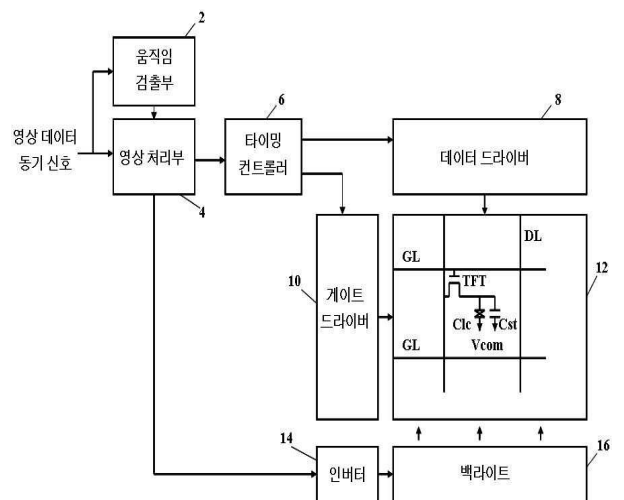 2
움직임
검출부
6
8
영상 데이터
동기 신호
영상 처리부
타이밍
컨트롤러
데이터 드라이버
4
DL
GL
12
10
TFT
게이트
드라이버
Clc
Cst
GL
Vcom
14
16
인버터
백라이트